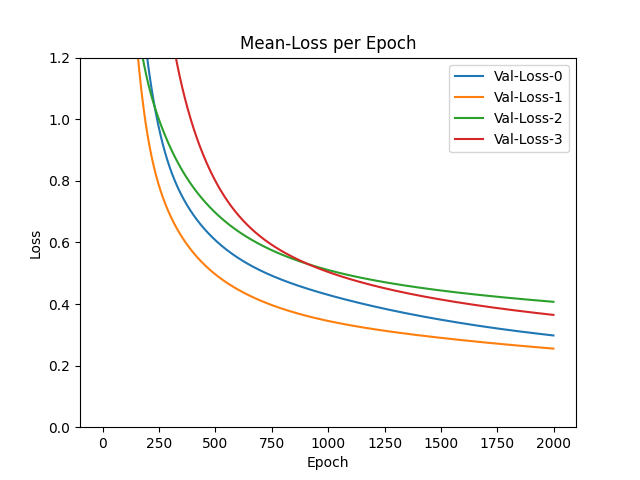 Mean-Loss per Epoch
1.2
1.0
0.8
0.6
0.4
0.2
0.0
Loss
Val-Loss-0
Val-Loss-1
Val-Loss-2
Val-Loss-3
0 250 500 750 1000 1250 1500 1750 2000
Epoch